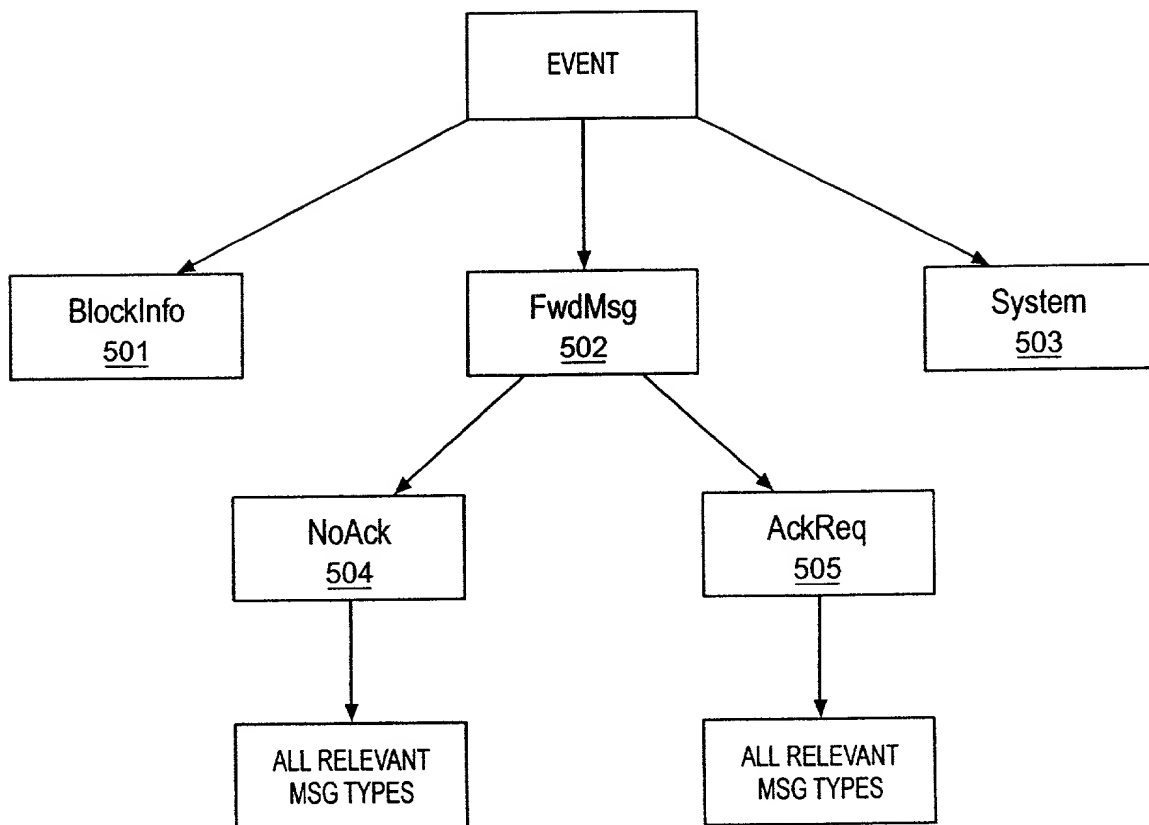 EVENT
BlockInfo
501
FwdMsg
502
System
503
NoAck
504
AckReq
505
ALL RELEVANT
MSG TYPES
ALL RELEVANT
MSG TYPES